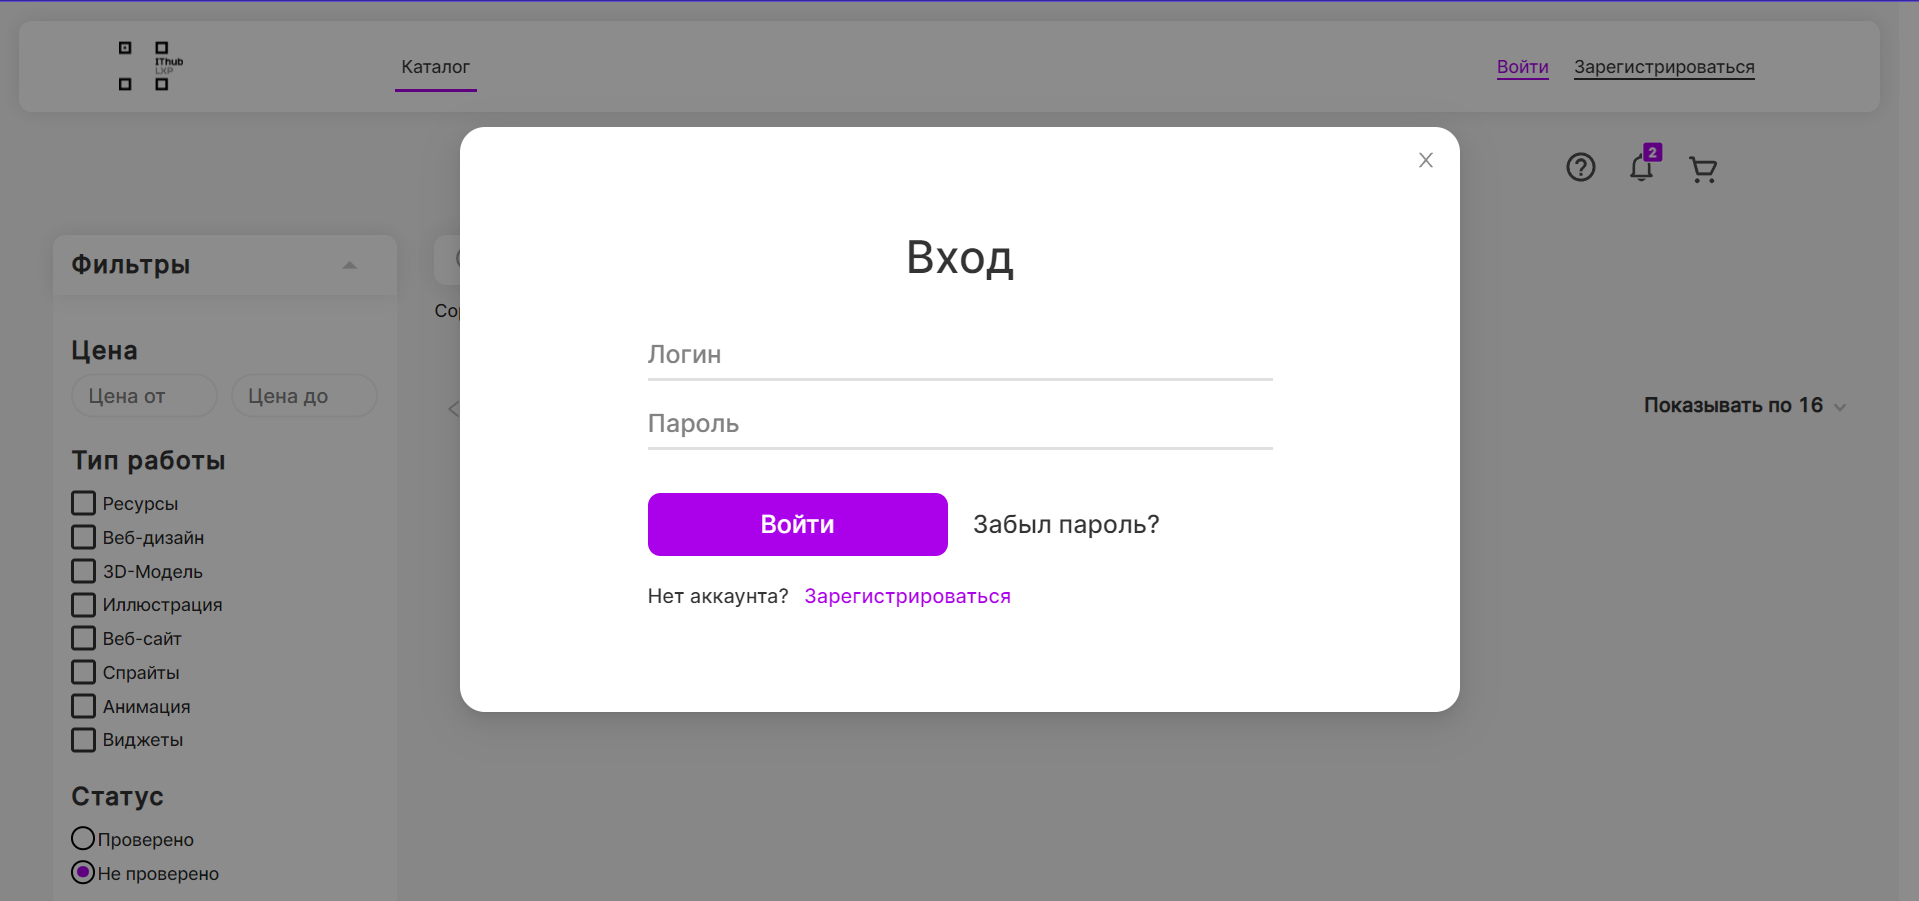 IThub
LXP
Каталог
Войти
Зарегистрироваться
2
Фильтры
Цена
Цена от
Цена до
Тип работы
Ресурсы
Веб-дизайн
3D-Модель
Иллюстрация
Веб-сайт
Спрайты
Анимация
Виджеты
Статус
Проверено
Не проверено
Показывать по 16
Вход
Логин
Пароль
Войти
Забыл пароль?
Нет аккаунта? Зарегистрироваться